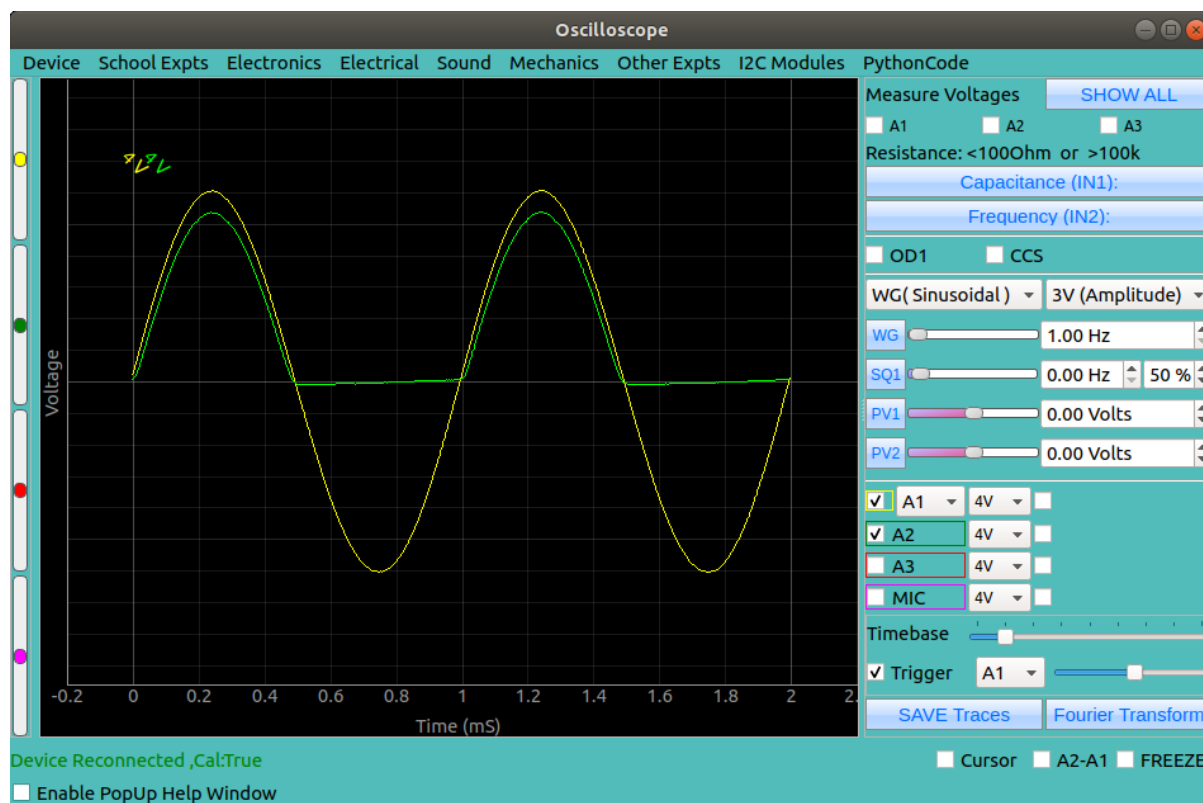 Oscilloscope
Device School Expts Electronics Electrical Sound Mechanics Other Expts I2C Modules PythonCode
4V 4V
Voltage
-0.2 0 0.2 0.4 0.6 0.8 1 1.2 1.4 1.6 1.8 2 2.
Time (mS)
Measure Voltages SHOW ALL
A1 A2 A3
Resistance: <100Ohm or >100k
Capacitance (IN1):
Frequency (IN2):
OD1 CCS
WG( Sinusoidal ) 3V (Amplitude)
WG 1.00 Hz
SQ1 0.00 Hz 50 %
PV1 0.00 Volts
PV2 0.00 Volts
A1 4V
A2 4V
A3 4V
MIC 4V
Timebase
Trigger A1
SAVE Traces Fourier Transform
Device Reconnected ,Cal:True
Cursor A2-A1 FREEZE
Enable PopUp Help Window